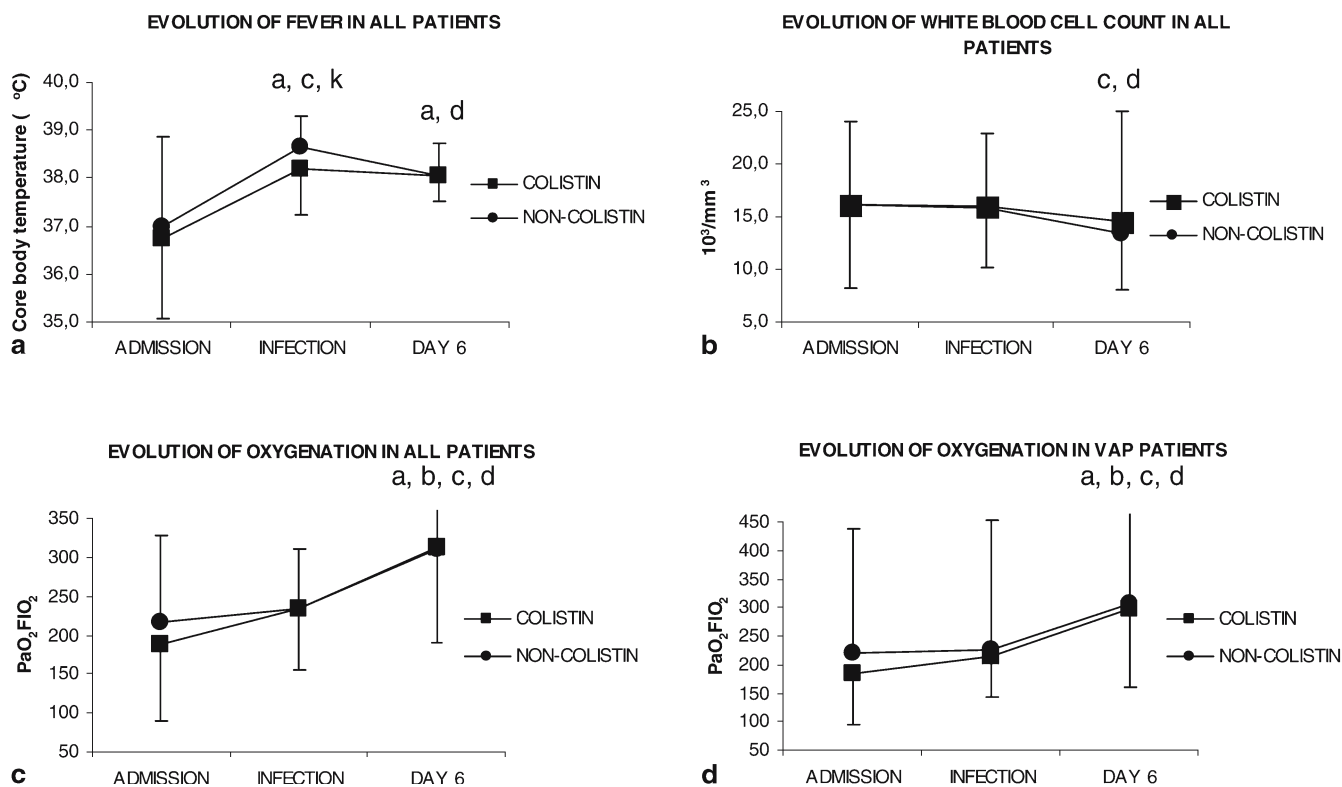 EVOLUTION OF FEVER IN ALL PATIENTS
Core body temperature ( ºC)
40,0
39,0
38,0
37,0
36,0
35,0
a, c, k
a, d
COLISTIN
NON-COLISTIN
ADMISSION INFECTION DAY 6
a
EVOLUTION OF WHITE BLOOD CELL COUNT IN ALL
PATIENTS
10³/mm ³
25,0
20,0
15,0
10,0
5,0
c, d
COLISTIN
NON-COLISTIN
ADMISSION INFECTION DAY 6
b
EVOLUTION OF OXYGENATION IN ALL PATIENTS
a, b, c, d
PaO₂FIO₂
350
300
250
200
150
100
50
COLISTIN
NON-COLISTIN
ADMISSION INFECTION DAY 6
c
EVOLUTION OF OXYGENATION IN VAP PATIENTS
a, b, c, d
PaO₂FIO₂
450
400
350
300
250
200
150
100
50
COLISTIN
NON-COLISTIN
ADMISSION INFECTION DAY 6
d